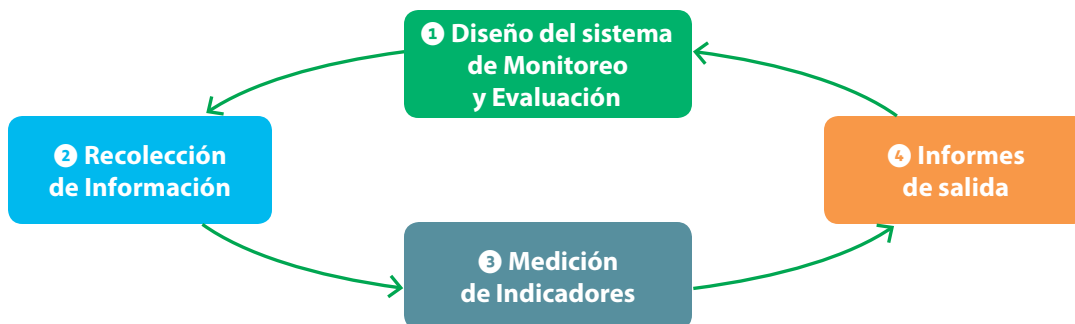 ❶ Diseño del sistema
de Monitoreo
y Evaluación
❷ Recolección
de Información
❸ Medición
de Indicadores
❹ Informes
de salida